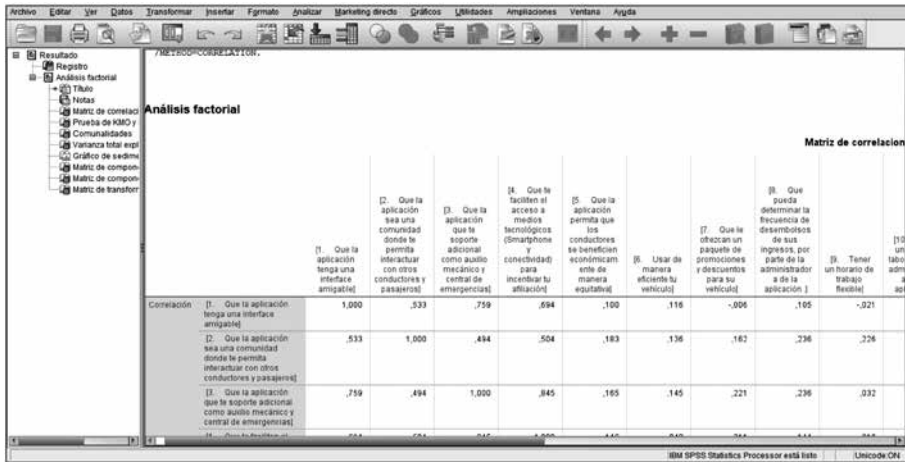 Archivo Editar Ver Datos Transformar Insertar Formato Analizar Marketing directo Gráficos Utilidades Ampliaciones Ventana Ayuda
Resultado
Registro
Análisis factorial
Título
Notas
Matriz de correlaci
Prueba de KMO y
Comunalidades
Varianza total expl
Gráfico de sedime
Matriz de compon
Matriz de compon
Matriz de transforr
/METHOD=CORRELATION.
Análisis factorial
Matriz de correlacion
[1. Que la
aplicación
tenga una
interface
amigable]
[2. Que la
aplicación
sea una
comunidad
donde te
permita
interactuar
con otros
conductores y
pasajeros]
[3. Que la
aplicación
que te
soporte
adicional
como auxilio
mecánico y
central de
emergencias]
[4. Que te
faciliten el
acceso a
medios
tecnológicos
(Smartphone
y
conectividad)
para
incentivar tu
afiliación]
[5. Que la
aplicación
permita que
los
conductores
se beneficien
económicam
ente de
manera
equitativa]
[6. Usar de
manera
eficiente tu
vehículo]
[7. Que le
ofrezcan un
paquete de
promociones
y descuentos
para su
vehículo]
[8. Que
pueda
determinar la
frecuencia de
desembolsos
de sus
ingresos, por
parte de la
administrador
a de la
aplicación ]
[9. Tener
un horario de
trabajo
flexible]
[10
un
tabo
adm
a
apl
Correlación
[1. Que la aplicación
tenga una interface
amigable]
1,000 ,533 ,759 ,694 ,100 ,116 -,006 ,105 -,021
[2. Que la aplicación
sea una comunidad
donde te permita
interactuar con otros
conductores y pasajeros]
,533 1,000 ,494 ,504 ,183 ,136 ,162 ,236 ,226
[3. Que la aplicación
que te soporte adicional
como auxilio mecánico y
central de emergencias]
,759 ,494 1,000 ,845 ,165 ,145 ,221 ,236 ,032
IBM SPSS Statistics Processor está listo
Unicode:ON